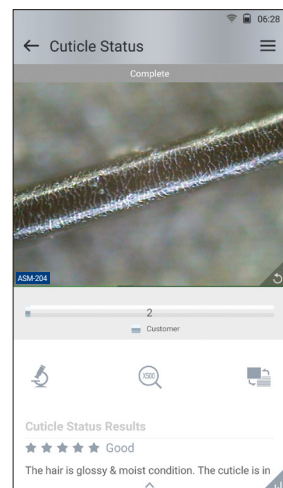 06:28
Cuticle Status
Complete
ASM-204
2
Customer
X500
Cuticle Status Results
Good
The hair is glossy & moist condition. The cuticle is in